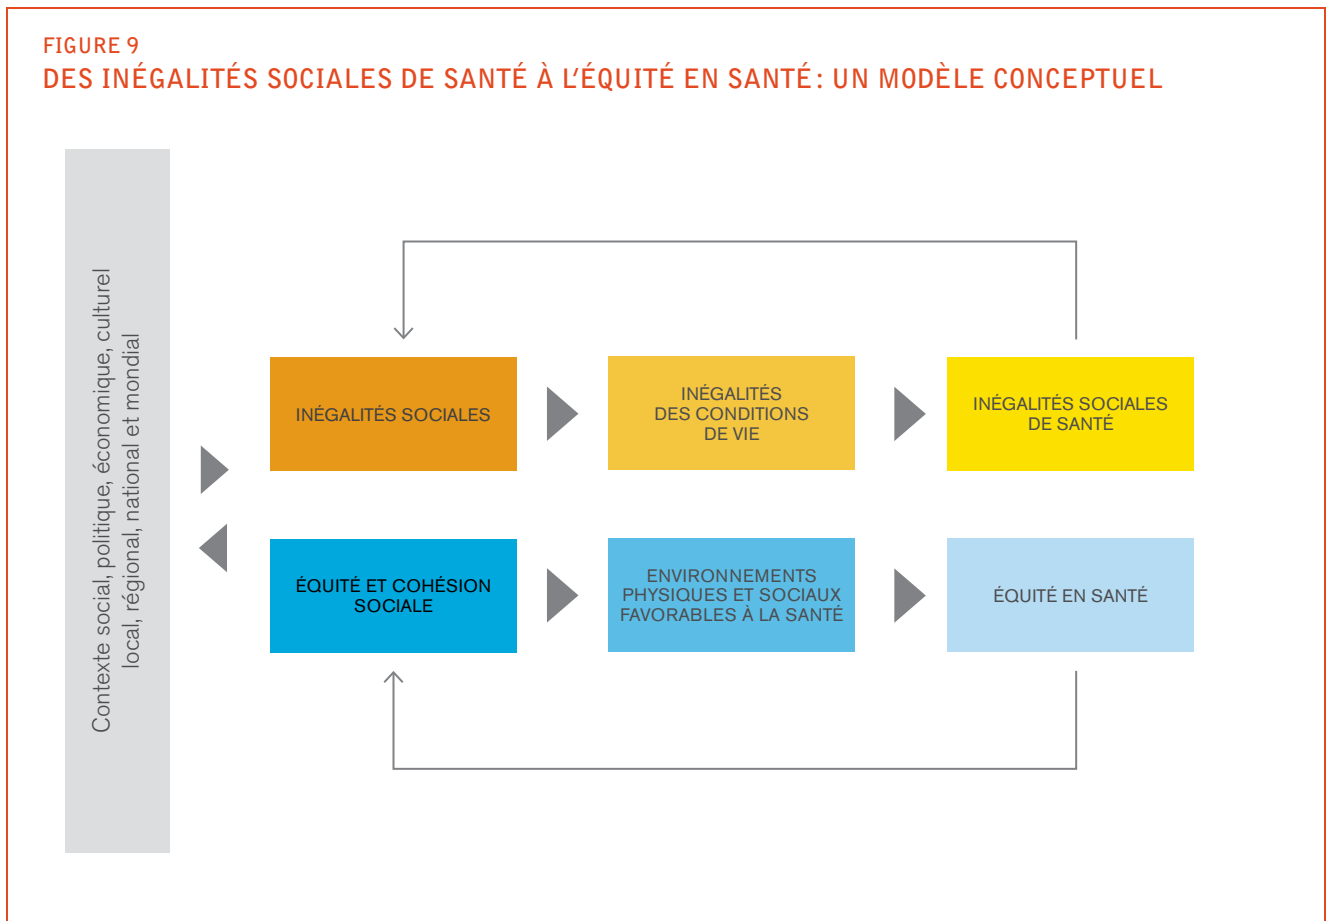 FIGURE 9
DES INÉGALITÉS SOCIALES DE SANTÉ À L'ÉQUITÉ EN SANTÉ: UN MODÈLE CONCEPTUEL
Contexte social, politique, économique, culturel
local, régional, national et mondial
INÉGALITÉS SOCIALES
INÉGALITÉS
DES CONDITIONS
DE VIE
INÉGALITÉS SOCIALES
DE SANTÉ
ÉQUITÉ ET COHÉSION
SOCIALE
ENVIRONNEMENTS
PHYSIQUES ET SOCIAUX
FAVORABLES À LA SANTÉ
ÉQUITÉ EN SANTÉ